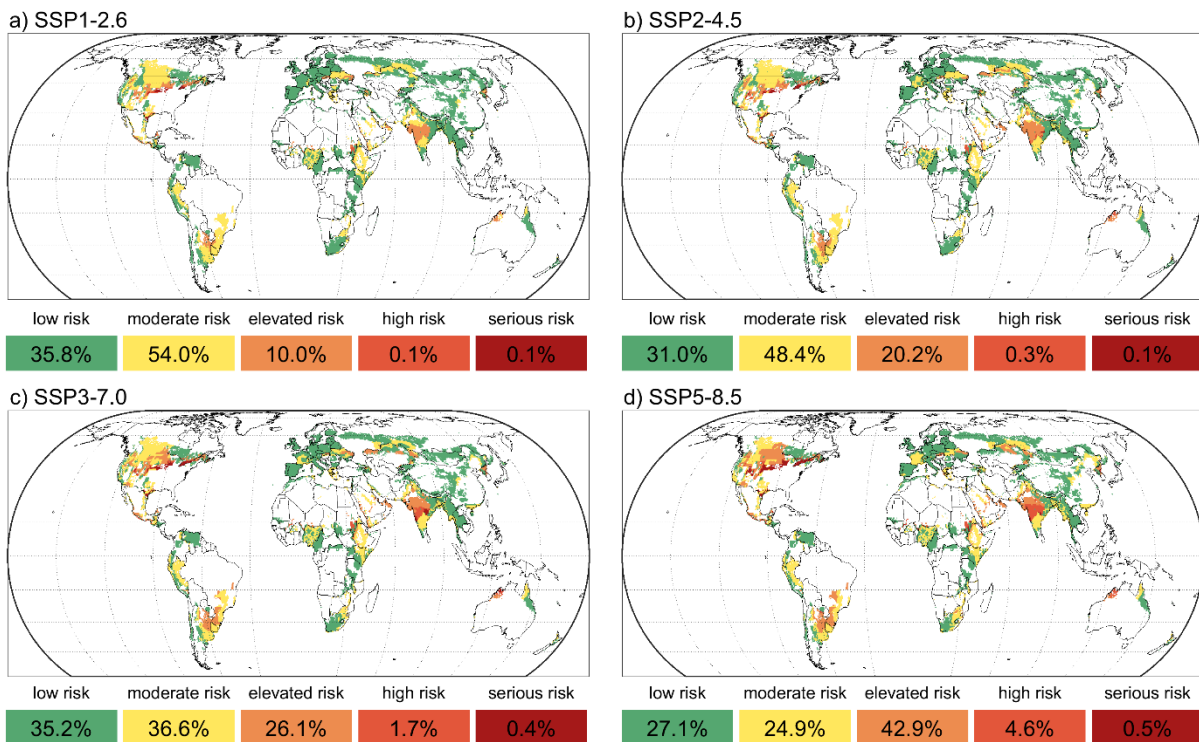 a) SSP1-2.6
b) SSP2-4.5
low risk moderate risk elevated risk high risk serious risk
35.8% 54.0% 10.0% 0.1% 0.1%
low risk moderate risk elevated risk high risk serious risk
31.0% 48.4% 20.2% 0.3% 0.1%
c) SSP3-7.0
d) SSP5-8.5
low risk moderate risk elevated risk high risk serious risk
35.2% 36.6% 26.1% 1.7% 0.4%
low risk moderate risk elevated risk high risk serious risk
27.1% 24.9% 42.9% 4.6% 0.5%